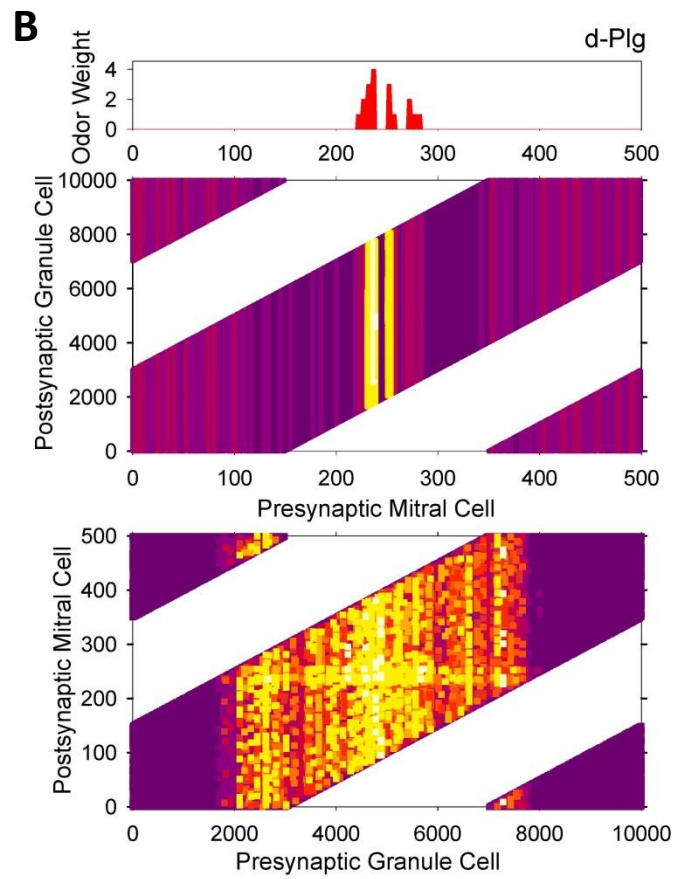 B
d-Plg
Odor Weight
4
2
0
0 100 200 300 400 500
Postsynaptic Granule Cell
10000
8000
6000
4000
2000
0
0 100 200 300 400 500
Presynaptic Mitral Cell
Postsynaptic Mitral Cell
500
400
300
200
100
0
0 2000 4000 6000 8000 10000
Presynaptic Granule Cell